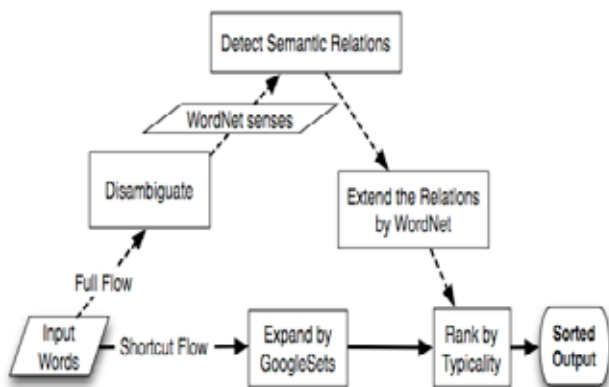 Detect Semantic Relations
WordNet senses
Disambiguate
Extend the Relations
by WordNet
Full Flow
Input
Words
Shortcut Flow
Expand by
GoogleSets
Rank by
Typicality
Sorted
Output